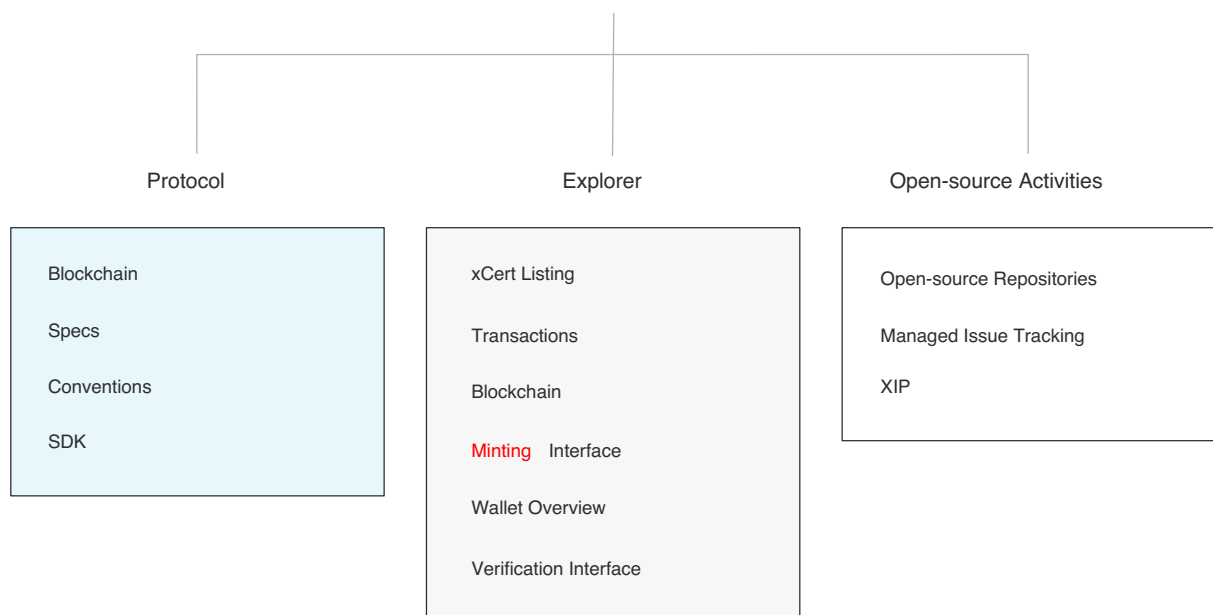 Protocol
Explorer
Open-source Activities
Blockchain
Specs
Conventions
SDK
xCert Listing
Transactions
Blockchain
Minting Interface
Wallet Overview
Verification Interface
Open-source Repositories
Managed Issue Tracking
XIP